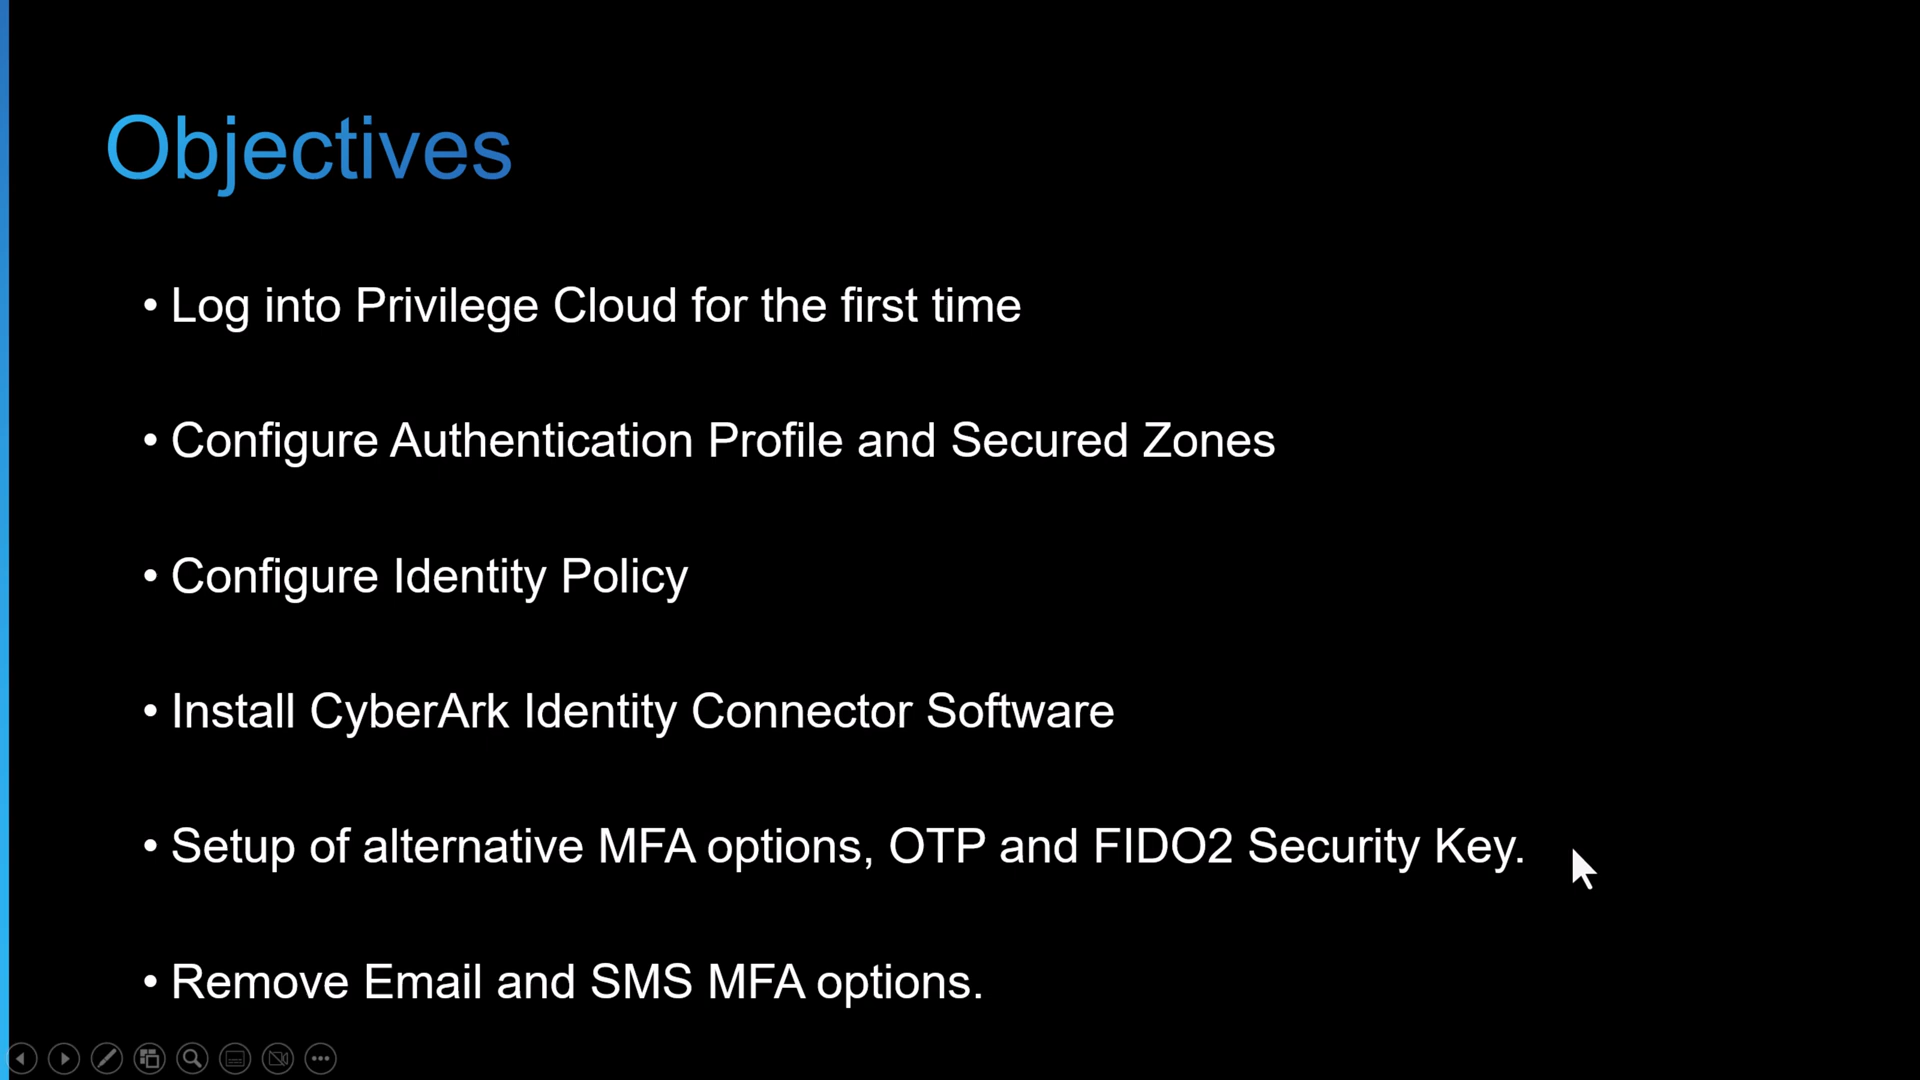 Objectives
• Log into Privilege Cloud for the first time
• Configure Authentication Profile and Secured Zones
• Configure Identity Policy
• Install CyberArk Identity Connector Software
• Setup of alternative MFA options, OTP and FIDO2 Security Key.
• Remove Email and SMS MFA options.